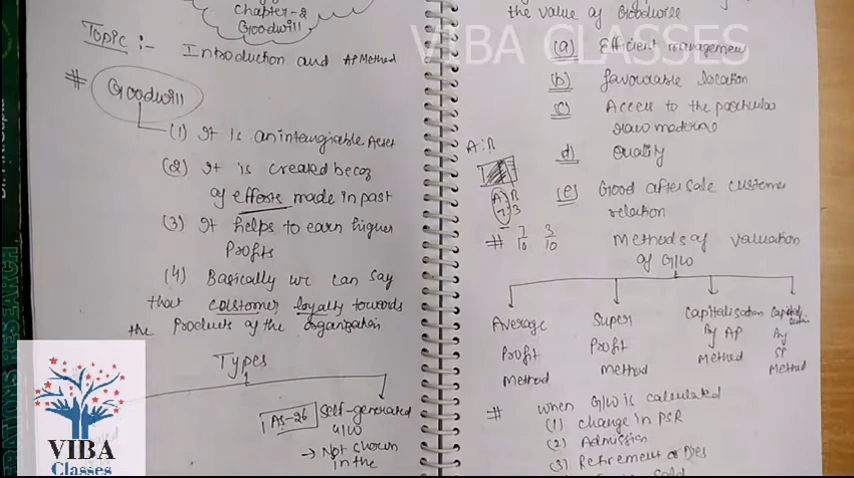 Chapter-2
Goodwill
Topic :- Introduction and AP Method
# Goodwill
(1) It is an intangiable Asset
(2) It is created becoz
of efforts made in past
(3) It helps to earn higher
Profits
(4) Basically we can say
that customer loyalty towards
the Products of the organization
Types
AS-26 Self-generated
G/W
→ Not shown
in the
VIBA
Classes
the value of Goodwill
VIBA CLASSES
(a) Efficient management
(b) favourable location
(c) Access to the particular
raw material
d) Quality
(e) Good after sale customer
relation
A:B
A:B
7:3
7/10 3/10
# Methods of valuation
of G/W
Average
Profit
Method
Super
Profit
Method
Capitalisation
By AP
Method
Capitalisation
By
SP
Method
# when G/W is calculated
(1) change in PSR
(2) Admission
(3) Retirement or Dies